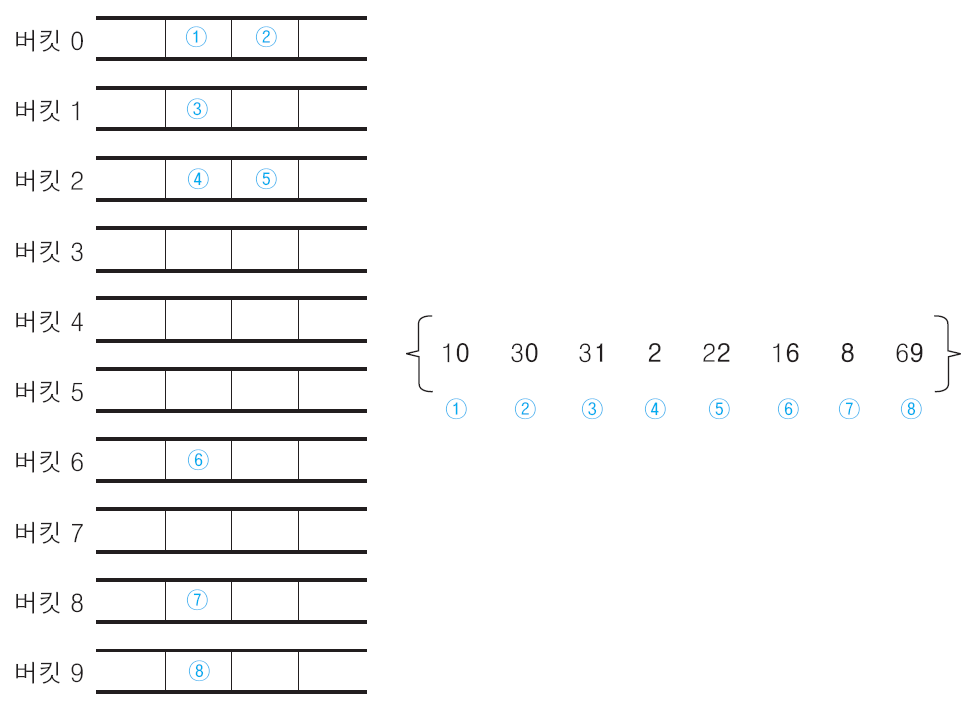 버킷 0 ① ②
버킷 1 ③
버킷 2 ④ ⑤
버킷 3
버킷 4
버킷 5
버킷 6 ⑥
버킷 7
버킷 8 ⑦
버킷 9 ⑧
10 30 31 2 22 16 8 69
① ② ③ ④ ⑤ ⑥ ⑦ ⑧